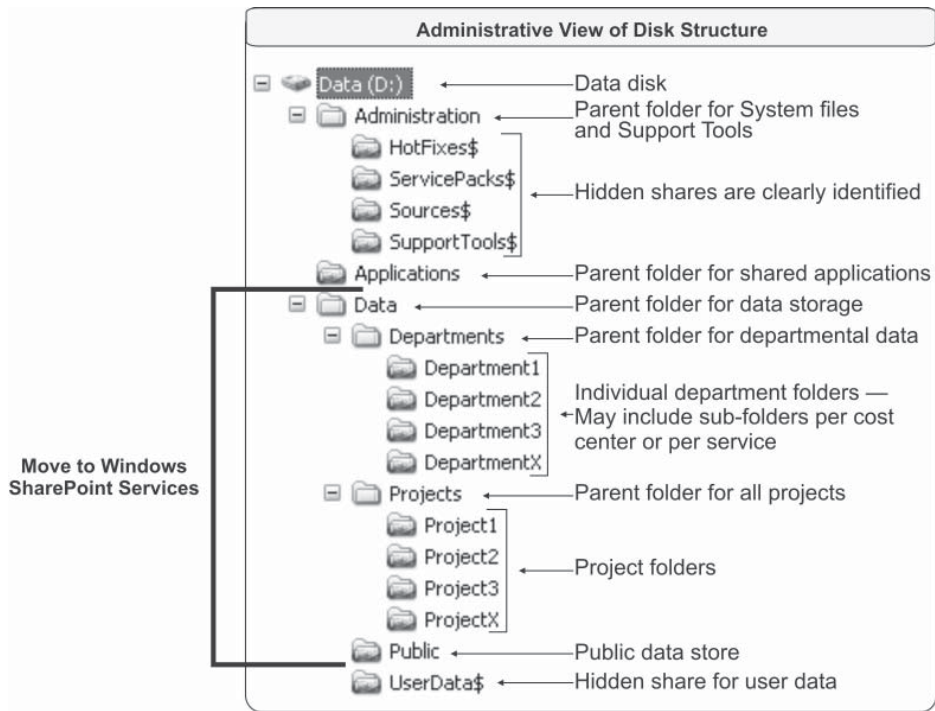 Administrative View of Disk Structure
Data (D:)
Data disk
Administration
Parent folder for System files
and Support Tools
HotFixes$
ServicePacks$
Sources$
SupportTools$
Hidden shares are clearly identified
Applications
Parent folder for shared applications
Data
Parent folder for data storage
Departments
Parent folder for departmental data
Department1
Department2
Department3
DepartmentX
Individual department folders —
May include sub-folders per cost
center or per service
Move to Windows
SharePoint Services
Projects
Parent folder for all projects
Project1
Project2
Project3
ProjectX
Project folders
Public
Public data store
UserData$
Hidden share for user data